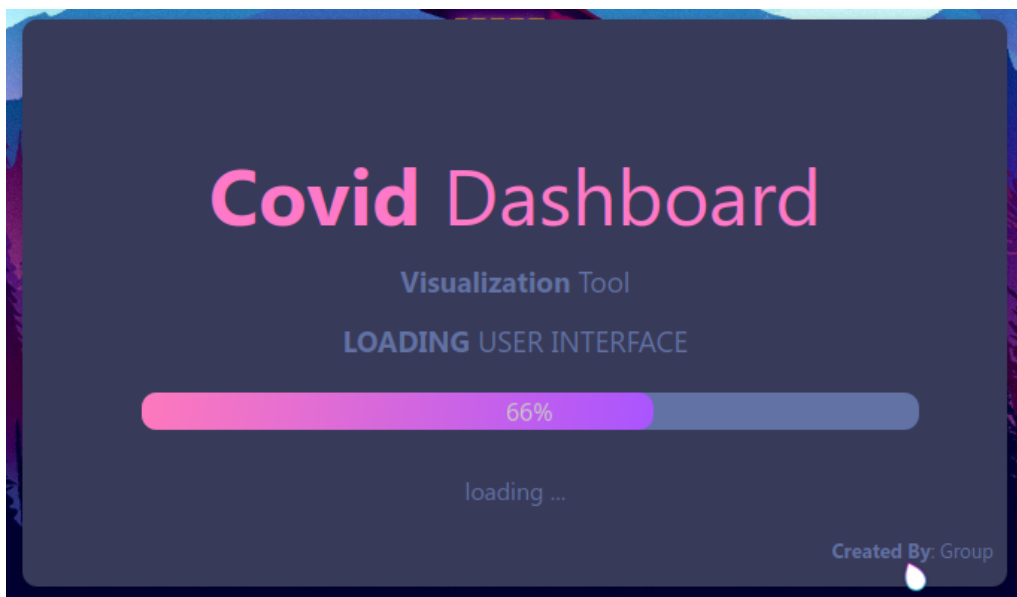 Covid Dashboard
Visualization Tool
LOADING USER INTERFACE
66%
loading ...
Created By: Group